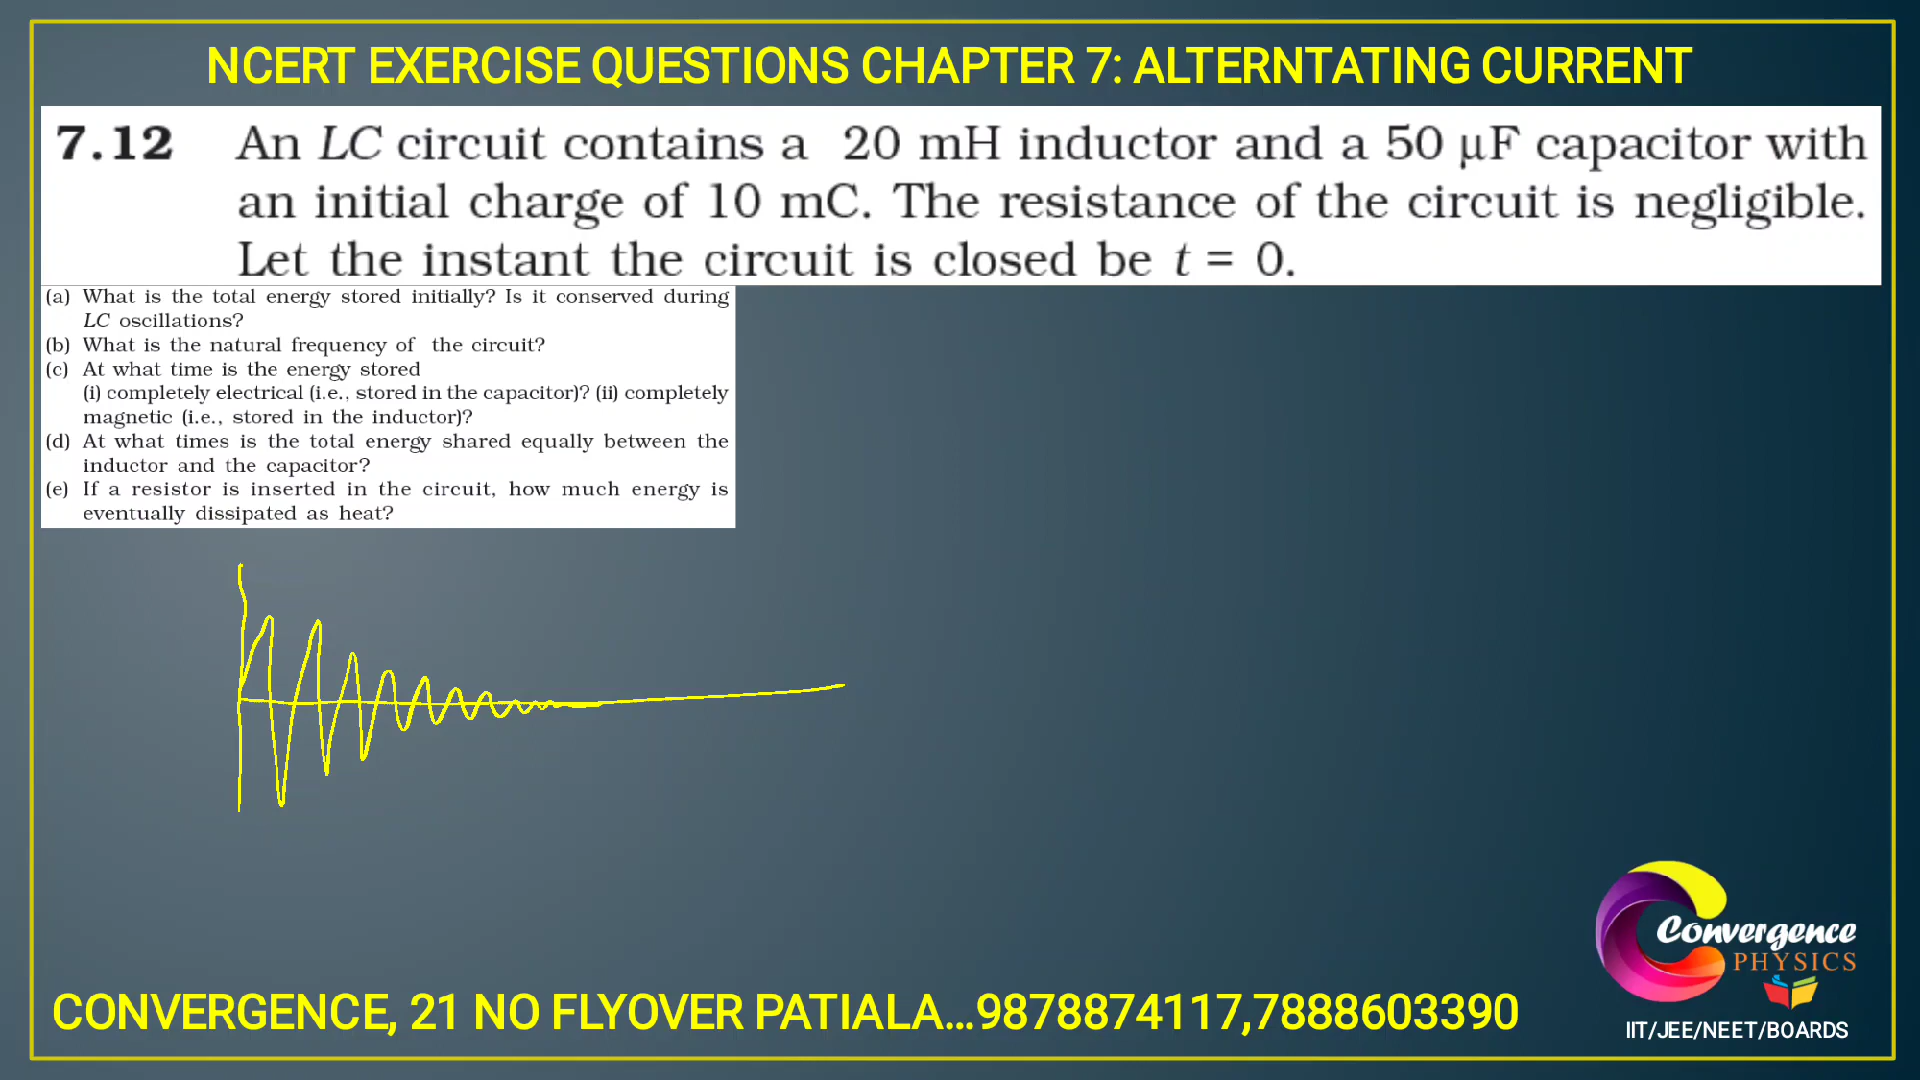 NCERT EXERCISE QUESTIONS CHAPTER 7: ALTERNTATING CURRENT
7.12 An LC circuit contains a 20 mH inductor and a 50 μF capacitor with
an initial charge of 10 mC. The resistance of the circuit is negligible.
Let the instant the circuit is closed be t = 0.
(a) What is the total energy stored initially? Is it conserved during
LC oscillations?
(b) What is the natural frequency of the circuit?
(c) At what time is the energy stored
(i) completely electrical (i.e., stored in the capacitor)? (ii) completely
magnetic (i.e., stored in the inductor)?
(d) At what times is the total energy shared equally between the
inductor and the capacitor?
(e) If a resistor is inserted in the circuit, how much energy is
eventually dissipated as heat?
Convergence
PHYSICS
CONVERGENCE, 21 NO FLYOVER PATIALA...9878874117,7888603390
IIT/JEE/NEET/BOARDS